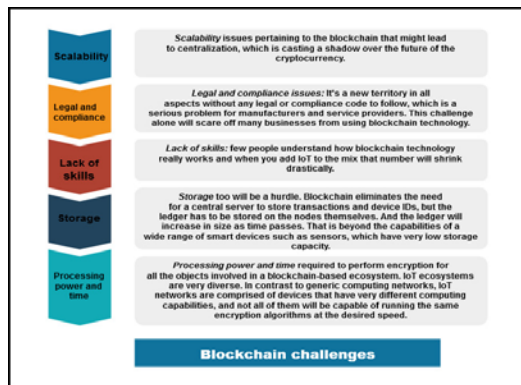 Scalability
Scalability issues pertaining to the blockchain that might lead
to centralization, which is casting a shadow over the future of the
cryptocurrency.
Legal and
compliance
Legal and compliance issues: It's a new territory in all
aspects without any legal or compliance code to follow, which is a
serious problem for manufacturers and service providers. This challenge
alone will scare off many businesses from using blockchain technology.
Lack of
skills
Lack of skills: few people understand how blockchain technology
really works and when you add IoT to the mix that number will shrink
drastically.
Storage
Storage too will be a hurdle. Blockchain eliminates the need
for a central server to store transactions and device IDs, but the
ledger has to be stored on the nodes themselves. And the ledger will
increase in size as time passes. That is beyond the capabilities of a
wide range of smart devices such as sensors, which have very low storage
capacity.
Processing
power and
time
Processing power and time required to perform encryption for
all the objects involved in a blockchain-based ecosystem. IoT ecosystems
are very diverse. In contrast to generic computing networks, IoT
networks are comprised of devices that have very different computing
capabilities, and not all of them will be capable of running the same
encryption algorithms at the desired speed.
Blockchain challenges